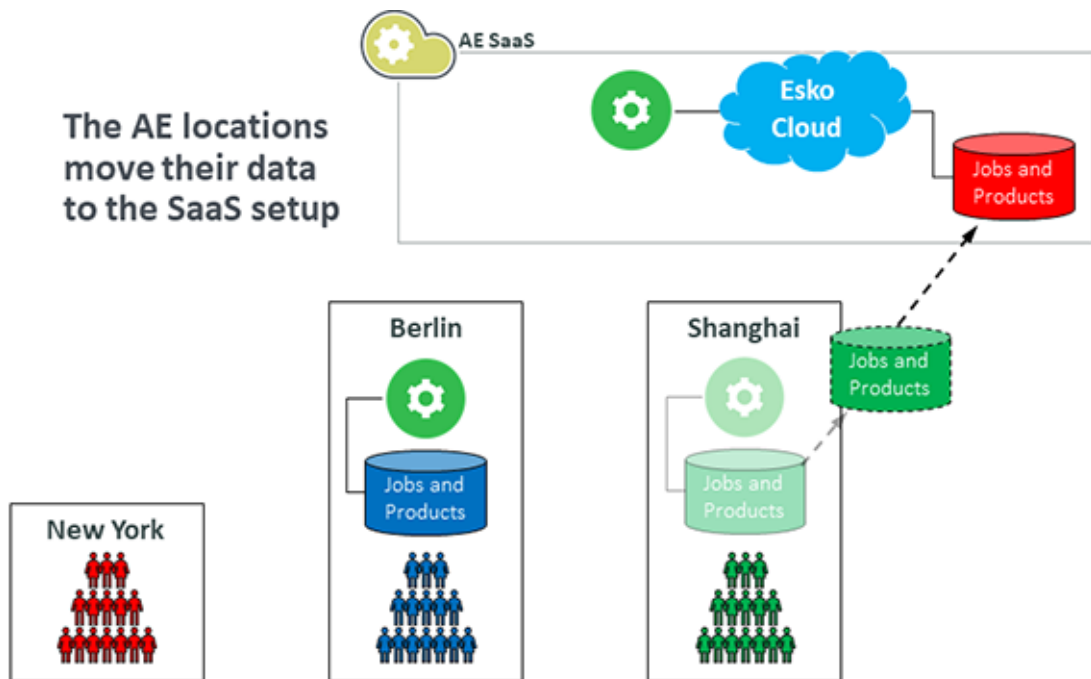 AE SaaS
The AE locations
move their data
to the SaaS setup
Esko
Cloud
Jobs and
Products
Berlin
Jobs and
Products
Shanghai
Jobs and
Products
Jobs and
Products
New York